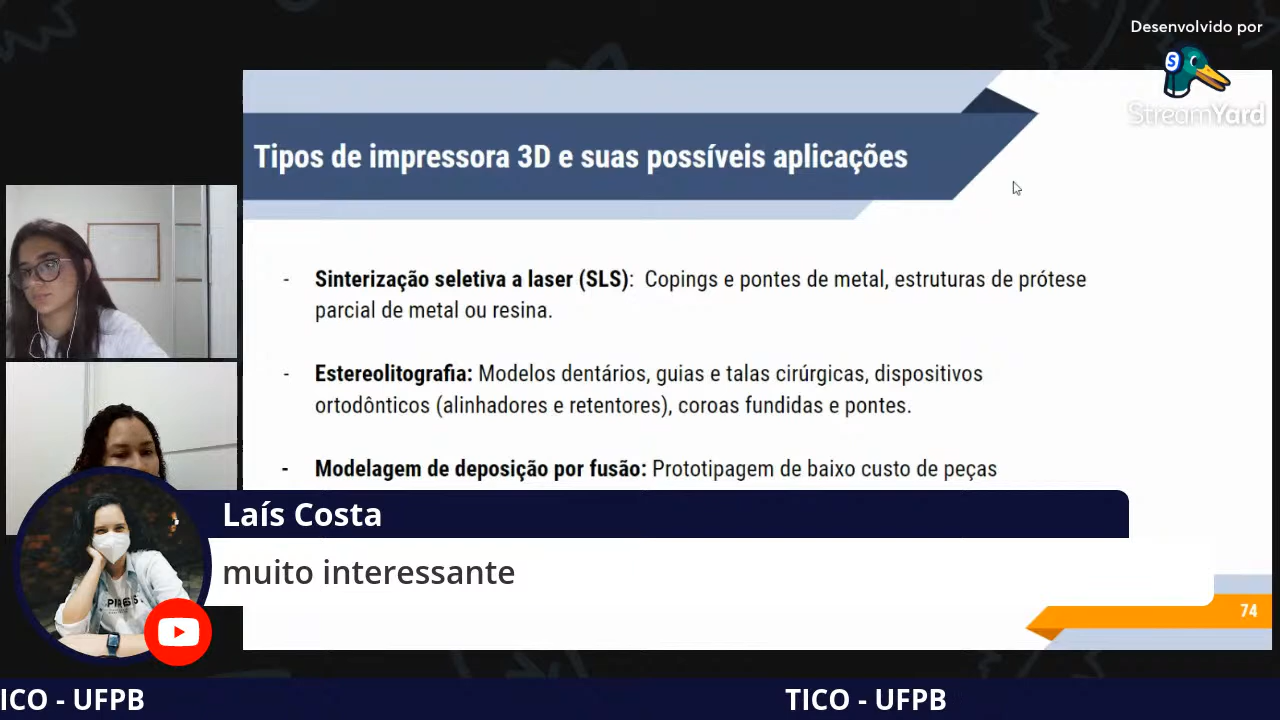 Desenvolvido por
StreamYard
Tipos de impressora 3D e suas possíveis aplicações
- Sinterização seletiva a laser (SLS): Copings e pontes de metal, estruturas de prótese
parcial de metal ou resina.
- Estereolitografia: Modelos dentários, guias e talas cirúrgicas, dispositivos
ortodônticos (alinhadores e retentores), coroas fundidas e pontes.
- Modelagem de deposição por fusão: Prototipagem de baixo custo de peças
Laís Costa
muito interessante
74
ICO - UFPB
TICO - UFPB